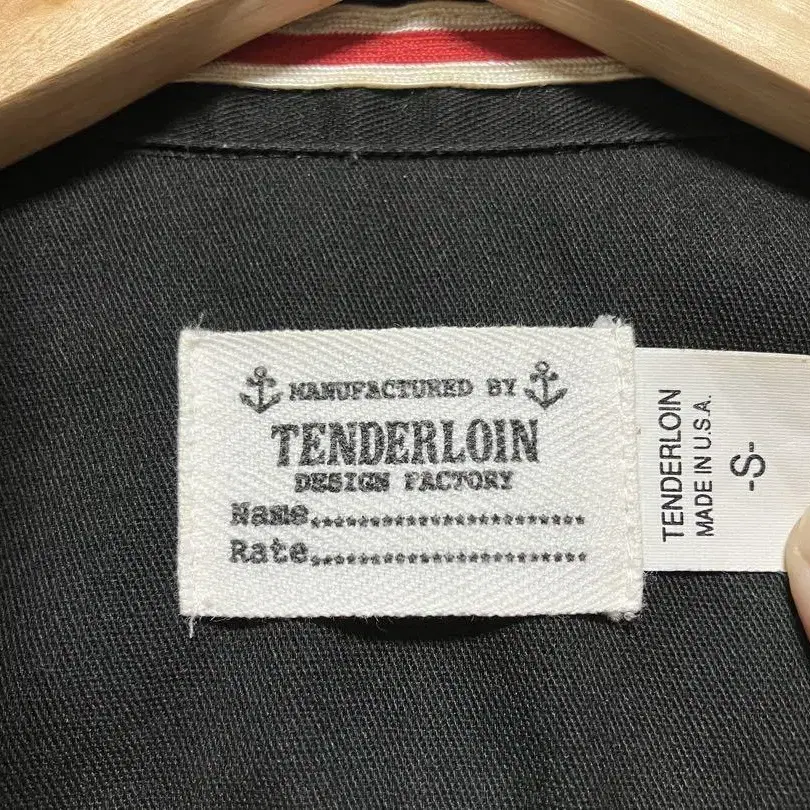 MANUFACTURED BY
TENDERLOIN
DESIGN FACTORY
Name
Rate
TENDERLOIN
MADE IN U.S.A.
-S-